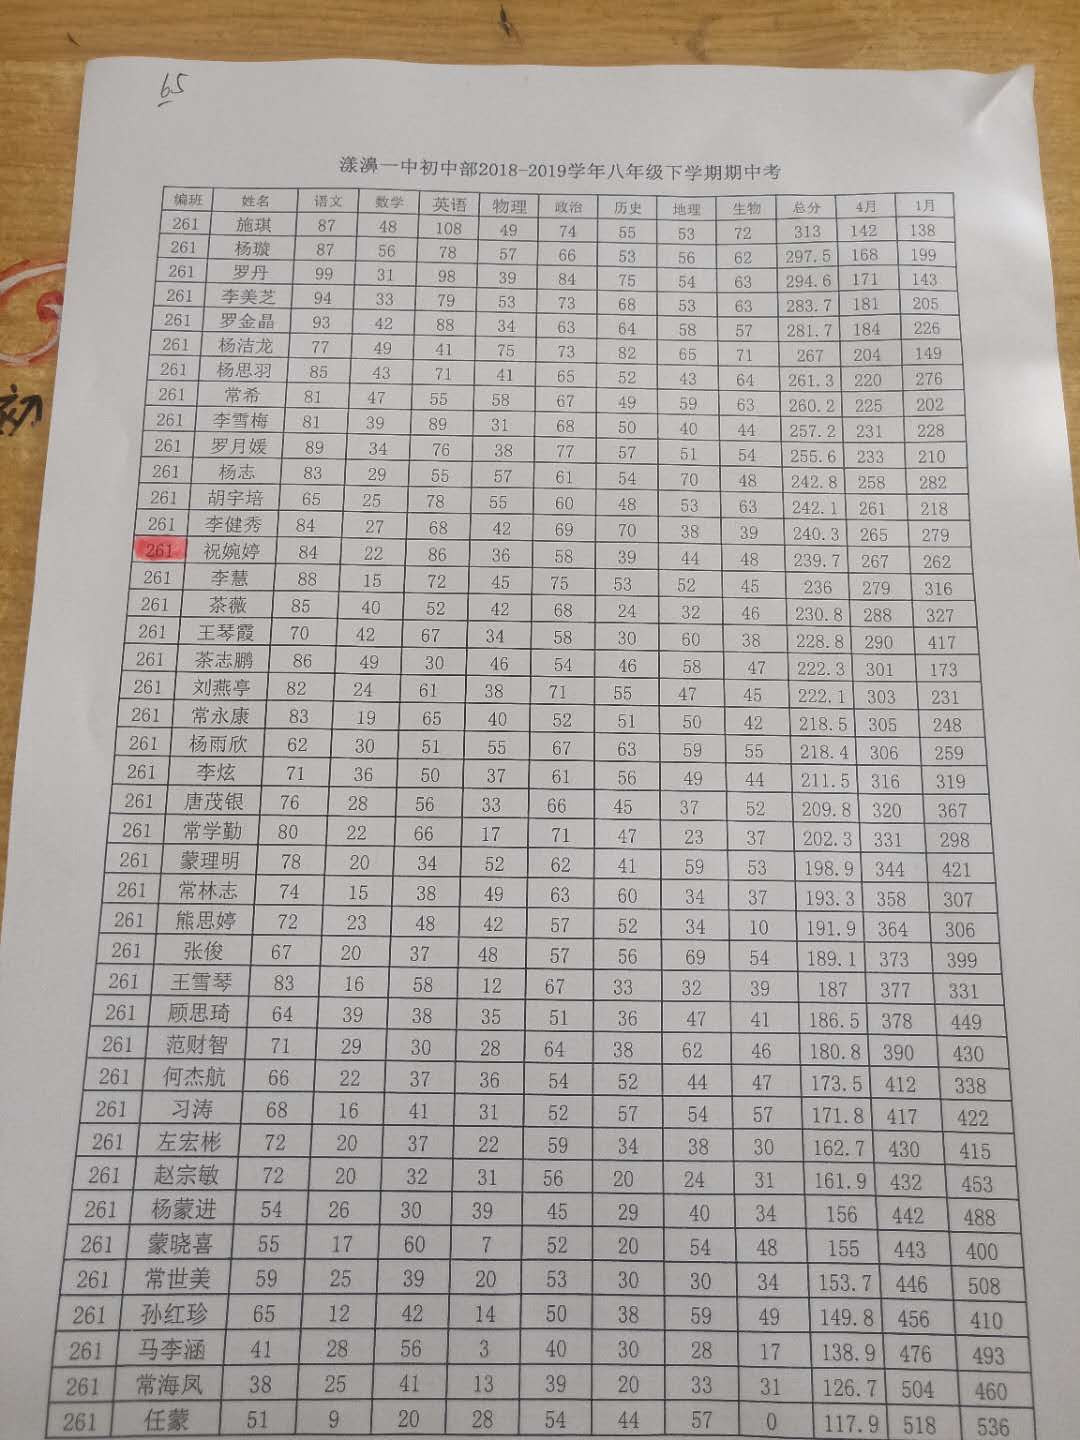 65
漾濞一中初中部2018-2019学年八年级下学期期中考
编班 姓名 语文 数学 英语 物理 政治 历史 地理 生物 总分 4月 1月
261 施琪 87 48 108 49 74 55 53 72 313 142 138
261 杨璇 87 56 78 57 66 53 56 62 297.5 168 199
261 罗丹 99 31 98 39 84 75 54 63 294.6 171 143
261 李美芝 94 33 79 53 73 68 53 63 283.7 181 205
261 罗金晶 93 42 88 34 63 64 58 57 281.7 184 226
261 杨洁龙 77 49 41 75 73 82 65 71 267 204 149
261 杨思羽 85 43 71 41 65 52 43 64 261.3 220 276
261 常希 81 47 55 58 67 49 59 63 260.2 225 202
261 李雪梅 81 39 89 31 68 50 40 44 257.2 231 228
261 罗月媛 89 34 76 38 77 57 51 54 255.6 233 210
261 杨志 83 29 55 57 61 54 70 48 242.8 258 282
261 胡宇培 65 25 78 55 60 48 53 63 242.1 261 218
261 李健秀 84 27 68 42 69 70 38 39 240.3 265 279
261 祝婉婷 84 22 86 36 58 39 44 48 239.7 267 262
261 李慧 88 15 72 45 75 53 52 45 236 279 316
261 茶薇 85 40 52 42 68 24 32 46 230.8 288 327
261 王琴霞 70 42 67 34 58 30 60 38 228.8 290 417
261 茶志鹏 86 49 30 46 54 46 58 47 222.3 301 173
261 刘燕亭 82 24 61 38 71 55 47 45 222.1 303 231
261 常永康 83 19 65 40 52 51 50 42 218.5 305 248
261 杨雨欣 62 30 51 55 67 63 59 55 218.4 306 259
261 李炫 71 36 50 37 61 56 49 44 211.5 316 319
261 唐茂银 76 28 56 33 66 45 37 52 209.8 320 367
261 常学勤 80 22 66 17 71 47 23 37 202.3 331 298
261 蒙理明 78 20 34 52 62 41 59 53 198.9 344 421
261 常林志 74 15 38 49 63 60 34 37 193.3 358 307
261 熊思婷 72 23 48 42 57 52 34 10 191.9 364 306
261 张俊 67 20 37 48 57 56 69 54 189.1 373 399
261 王雪琴 83 16 58 12 67 33 32 39 187 377 331
261 顾思琦 64 39 38 35 51 36 47 41 186.5 378 449
261 范财智 71 29 30 28 64 38 62 46 180.8 390 430
261 何杰航 66 22 37 36 54 52 44 47 173.5 412 338
261 习涛 68 16 41 31 52 57 54 57 171.8 417 422
261 左宏彬 72 20 37 22 59 34 38 30 162.7 430 415
261 赵宗敏 72 20 32 31 56 20 24 31 161.9 432 453
261 杨蒙进 54 26 30 39 45 29 40 34 156 442 488
261 蒙晓喜 55 17 60 7 52 20 54 48 155 443 400
261 常世美 59 25 39 20 53 30 30 34 153.7 446 508
261 孙红珍 65 12 42 14 50 38 59 49 149.8 456 410
261 马李涵 41 28 56 3 40 30 28 17 138.9 476 493
261 常海凤 38 25 41 13 39 20 33 31 126.7 504 460
261 任蒙 51 9 20 28 54 44 57 0 117.9 518 536